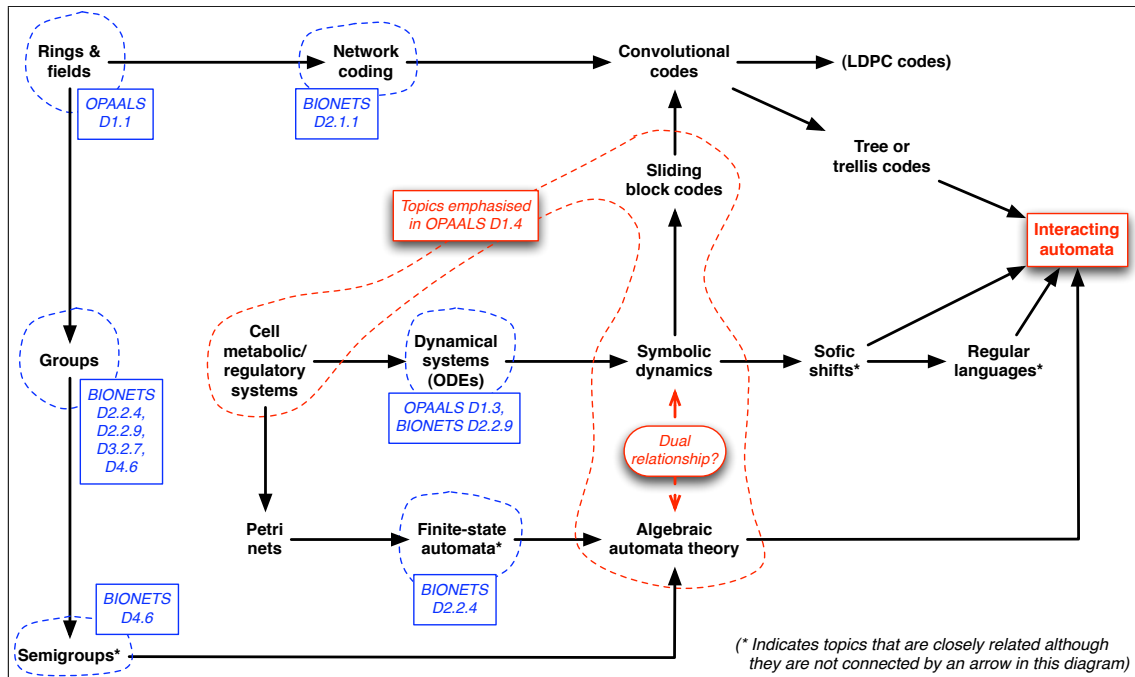 Rings &
fields
OPAALS
D1.1
Network
coding
BIONETS
D2.1.1
Convolutional
codes
(LDPC codes)
Tree or
trellis codes
Sliding
block codes
Topics emphasised
in OPAALS D1.4
Interacting
automata
Groups
BIONETS
D2.2.4,
D2.2.9,
D3.2.7,
D4.6
Cell
metabolic/
regulatory
systems
Dynamical
systems
(ODEs)
OPAALS D1.3,
BIONETS D2.2.9
Symbolic
dynamics
Sofic
shifts*
Regular
languages*
Dual
relationship?
Petri
nets
Finite-state
automata*
BIONETS
D2.2.4
Algebraic
automata theory
BIONETS
D4.6
Semigroups*
(* Indicates topics that are closely related although
they are not connected by an arrow in this diagram)